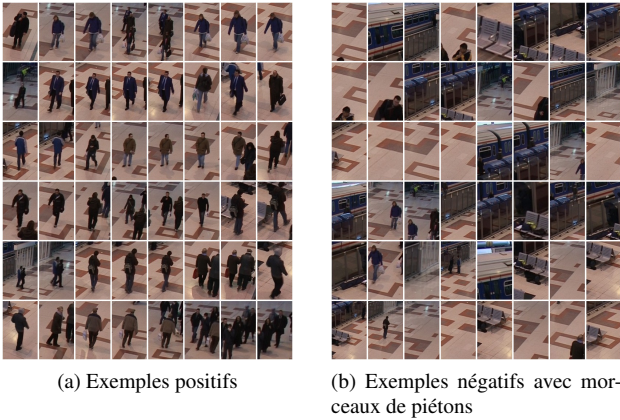 (a) Exemples positifs
(b) Exemples négatifs avec mor-
ceaux de piétons